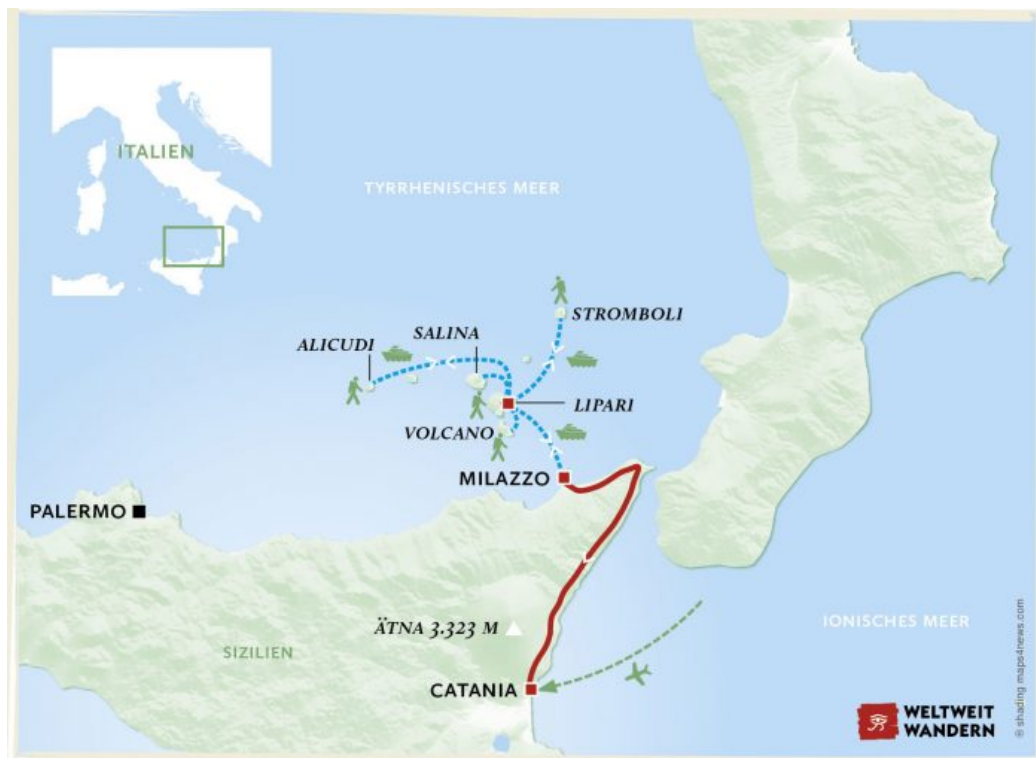 ITALIEN
TYRRHENISCHES MEER
STROMBOLI
SALINA
ALICUDI
LIPARI
VOLCANO
MILAZZO
PALERMO
ÄTNA 3.323 M
IONISCHES MEER
SIZILIEN
CATANIA
WELTWEIT
WANDERN
® shading maps4news.com